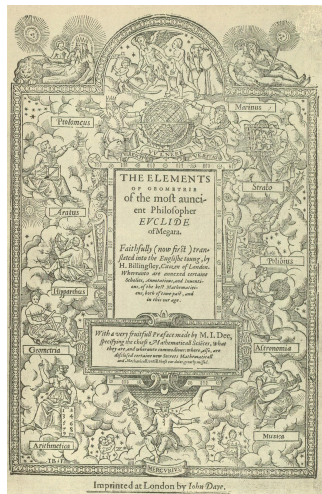 Ptolomeus
Marinus
Aratus
Strabo
Hipparchus
Polibius
Geometria
Astronomia
Arithmetica
Musica
THE ELEMENTS
OF GEOMETRIE
of the most aunci-
ent Philosopher
EVCLIDE
of Megara.
Faithfully (now first) tran-
slated into the Englishe toung, by
H. Billingsley, Citizen of London.
Whereunto are annexed certaine
Scholies, Annotations, and Inuenti-
ons, of the best Mathematici-
ens, both of time past, and
in this our age.
With a very fruitfull Præface made by M. I. Dee,
specifying the chiefe Mathematicall Sciẽces, what
they are, and wherunto commodious: where, also, are
disclosed certaine new Secrets Mathematicall
and Mechanicall, vntill these our daies, greatly missed.
MERCVRIVS
Imprinted at London by Iohn Daye.